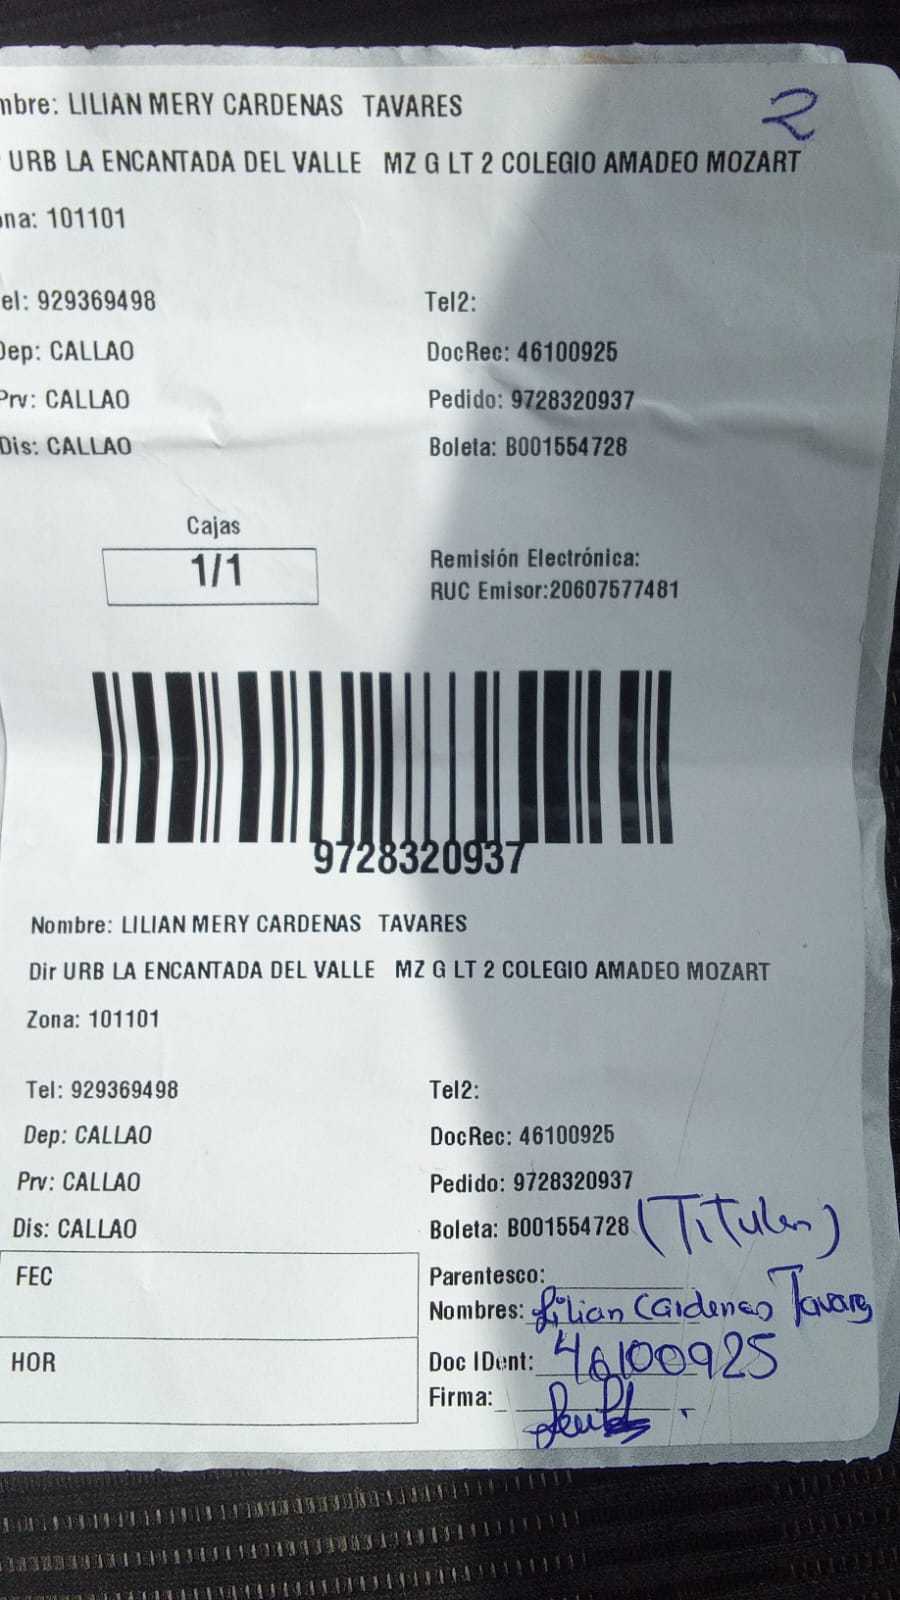 mbre: LILIAN MERY CARDENAS TAVARES
2
URB LA ENCANTADA DEL VALLE MZ G LT 2 COLEGIO AMADEO MOZART
ona: 101101
el: 929369498 Tel2:
Dep: CALLAO DocRec: 46100925
Prv: CALLAO Pedido: 9728320937
Dis: CALLAO Boleta: B001554728
Cajas
1/1
Remisión Electrónica:
RUC Emisor:20607577481
9728320937
Nombre: LILIAN MERY CARDENAS TAVARES
Dir URB LA ENCANTADA DEL VALLE MZ G LT 2 COLEGIO AMADEO MOZART
Zona: 101101
Tel: 929369498 Tel2:
Dep: CALLAO DocRec: 46100925
Prv: CALLAO Pedido: 9728320937
Dis: CALLAO Boleta: B001554728 (Titular)
FEC Parentesco:
Nombres: Lilian Cardenas Tavares
HOR Doc IDent: 46100925
Firma: